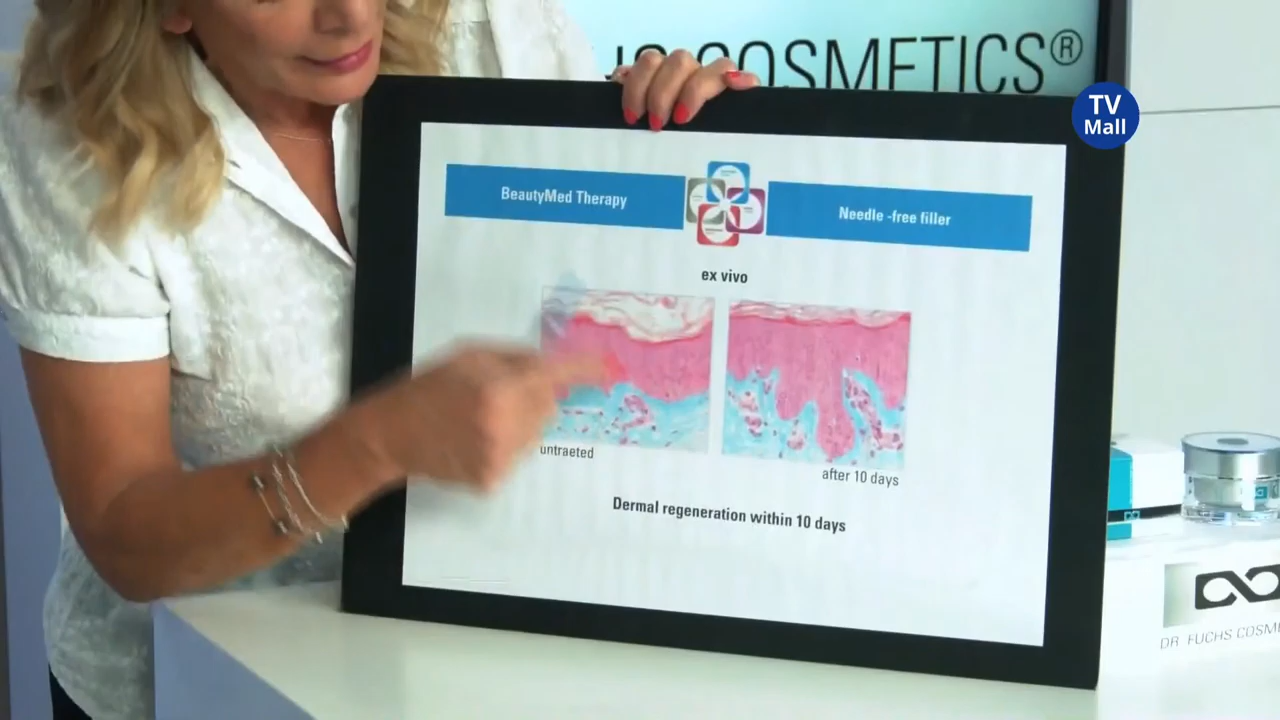 COSMETICS®
TV
Mall
BeautyMed Therapy
Needle -free filler
ex vivo
untraeted
after 10 days
Dermal regeneration within 10 days
DR FUCHS